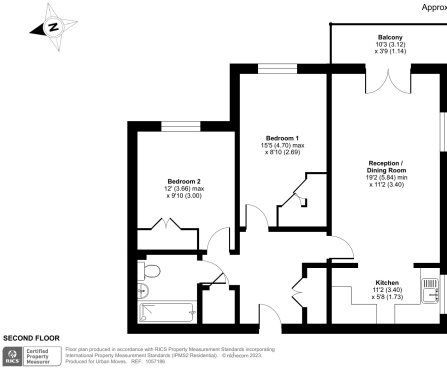 Approx
N
Balcony
10'3 (3.12)
x 3'9 (1.14)
Bedroom 1
15'5 (4.70) max
x 8'10 (2.69)
Reception /
Dining Room
19'2 (5.84) min
x 11'2 (3.40)
Bedroom 2
12' (3.66) max
x 9'10 (3.00)
Kitchen
11'2 (3.40)
x 5'8 (1.73)
SECOND FLOOR
RICS
Certified
Property
Measurer
Floor plan produced in accordance with RICS Property Measurement Standards incorporating
International Property Measurement Standards (IPMS2 Residential). © nichecom 2023.
Produced for Urban Moves. REF: 1057186